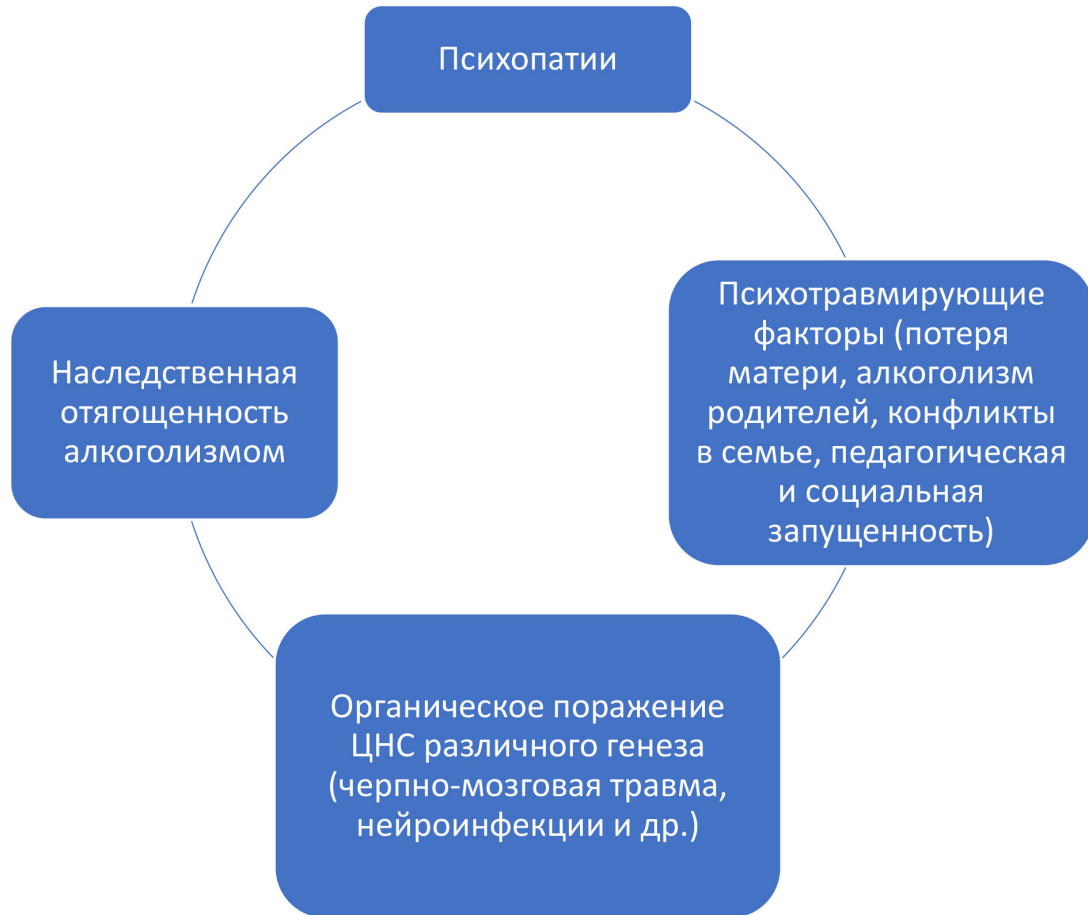 Психопатии
Психотравмирующие
факторы (потеря
матери, алкоголизм
родителей, конфликты
в семье, педагогическая
и социальная
запущенность)
Наследственная
отягощенность
алкоголизмом
Органическое поражение
ЦНС различного генеза
(черпно-мозговая травма,
нейроинфекции и др.)